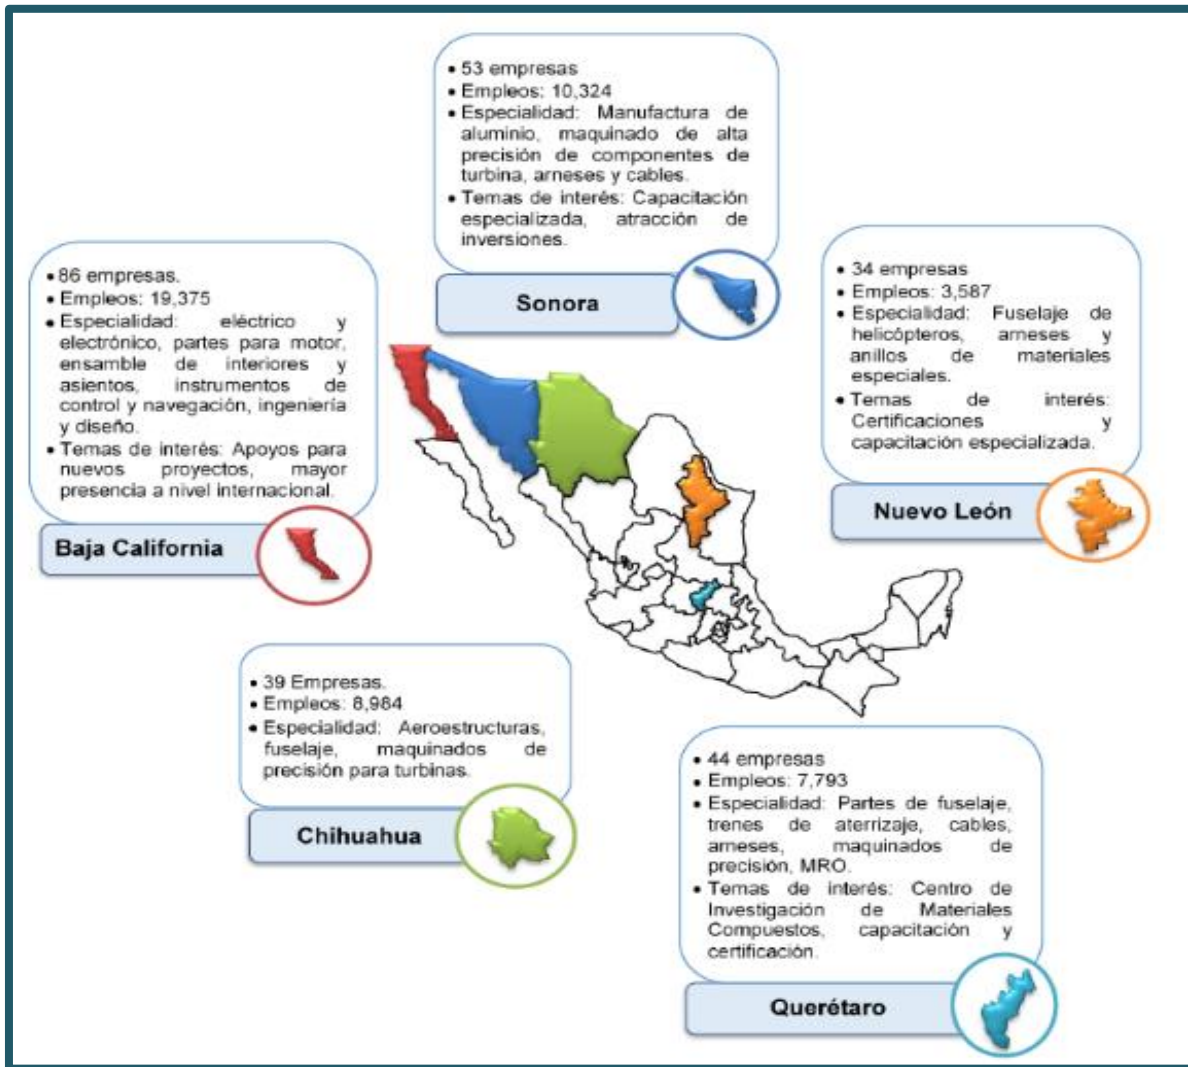 • 53 empresas
• Empleos: 10,324
• Especialidad: Manufactura de
aluminio, maquinado de alta
precisión de componentes de
turbina, arneses y cables.
• Temas de interés: Capacitación
especializada, atracción de
inversiones.
Sonora
• 86 empresas.
• Empleos: 19,375
• Especialidad: eléctrico y
electrónico, partes para motor,
ensamble de interiores y
asientos, instrumentos de
control y navegación, ingeniería
y diseño.
• Temas de interés: Apoyos para
nuevos proyectos, mayor
presencia a nivel internacional.
Baja California
• 34 empresas
• Empleos: 3,587
• Especialidad: Fuselaje de
helicópteros, arneses y
anillos de materiales
especiales.
• Temas de interés:
Certificaciones y
capacitación especializada.
Nuevo León
• 39 Empresas.
• Empleos: 8,984
• Especialidad: Aeroestructuras,
fuselaje, maquinados de
precisión para turbinas.
Chihuahua
• 44 empresas
• Empleos: 7,793
• Especialidad: Partes de fuselaje,
trenes de aterrizaje, cables,
arneses, maquinados de
precisión, MRO.
• Temas de interés: Centro de
Investigación de Materiales
Compuestos, capacitación y
certificación.
Querétaro